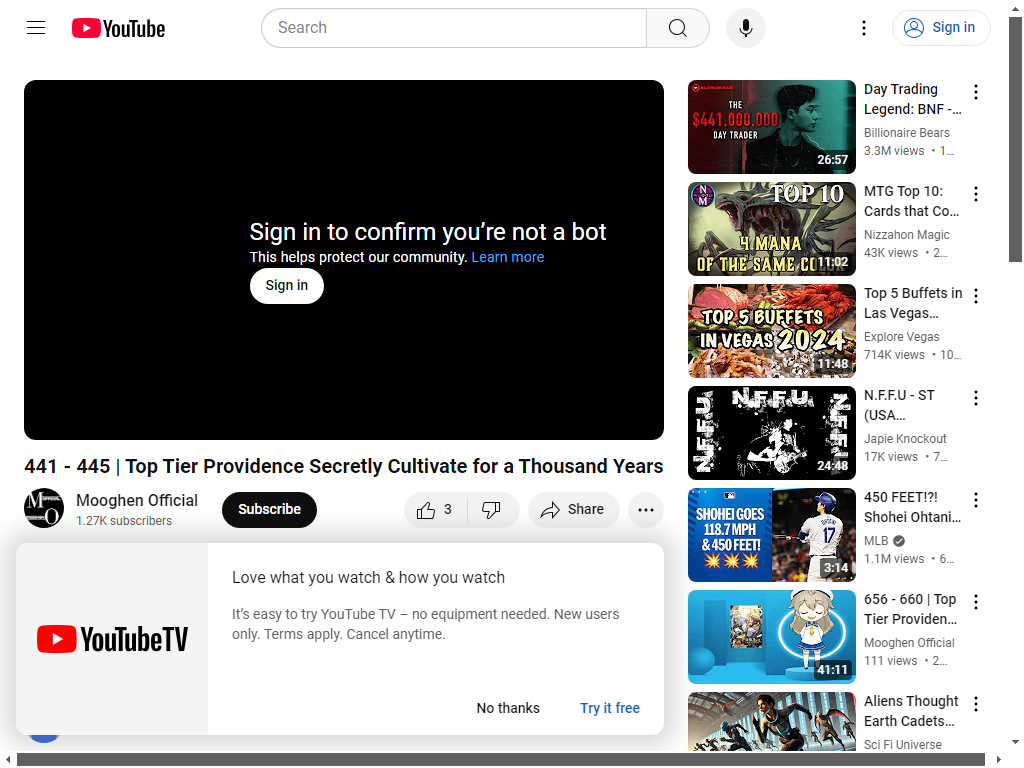 YouTube
Search
Sign in
Sign in to confirm you're not a bot
This helps protect our community. Learn more
Sign in
441 - 445 | Top Tier Providence Secretly Cultivate for a Thousand Years
Mooghen Official
1.27K subscribers
Subscribe
3
Share
YouTubeTV
Love what you watch & how you watch
It's easy to try YouTube TV – no equipment needed. New users
only. Terms apply. Cancel anytime.
No thanks
Try it free
THE
$441,000,000
DAY TRADER
26:57
Day Trading
Legend: BNF -...
Billionaire Bears
3.3M views • 1...
N
M
TOP 10
4 MANA
OF THE SAME COLOR
11:02
MTG Top 10:
Cards that Co...
Nizzahon Magic
43K views • 2...
TOP 5 BUFFETS
IN VEGAS 2024
11:48
Top 5 Buffets in
Las Vegas...
Explore Vegas
714K views • 10...
N.F.F.U
N.F.F.U.
N.F.F.U
24:48
N.F.F.U - ST
(USA...
Japie Knockout
17K views • 7...
MLB
SHOHEI GOES
118.7 MPH
& 450 FEET!
17
3:14
450 FEET!?!
Shohei Ohtani...
MLB
1.1M views • 6...
41:11
656 - 660 | Top
Tier Providen...
Mooghen Official
111 views • 2...
Aliens Thought
Earth Cadets...
Sci Fi Universe